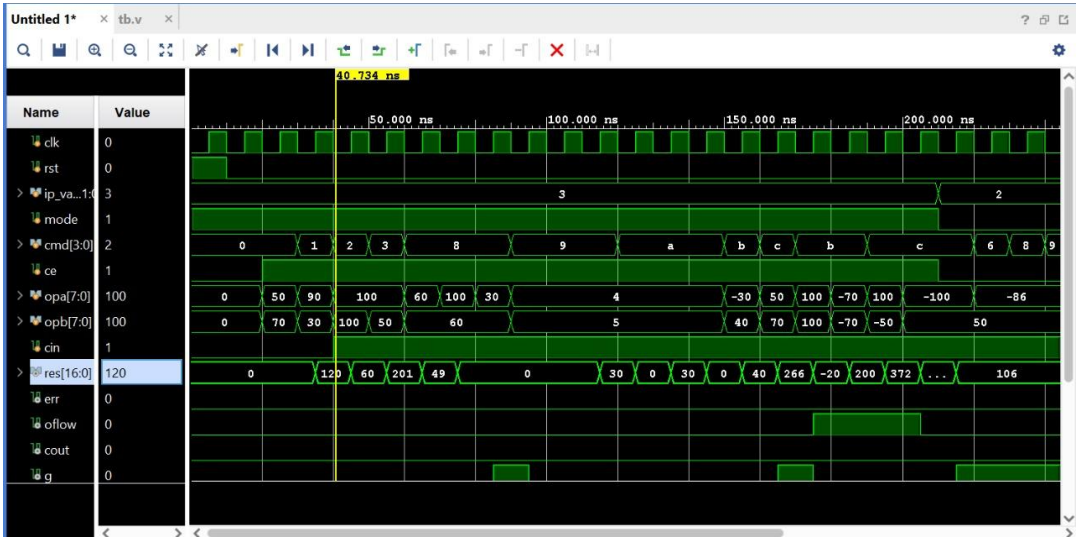 Untitled 1* × tb.v ×
40.734 ns
Name Value
50.000 ns 100.000 ns 150.000 ns 200.000 ns
clk 0
rst 0
ip_va...1:0 3 3 2
mode 1
cmd[3:0] 2 0 1 2 3 8 9 a b c b c 6 8 9
ce 1
opa[7:0] 100 0 50 90 100 60 100 30 4 -30 50 100 -70 100 -100 -86
opb[7:0] 100 0 70 30 100 50 60 5 40 70 100 -70 -50 50
cin 1
res[16:0] 120 0 120 60 201 49 0 30 0 30 0 40 266 -20 200 372 ... 106
err 0
oflow 0
cout 0
g 0